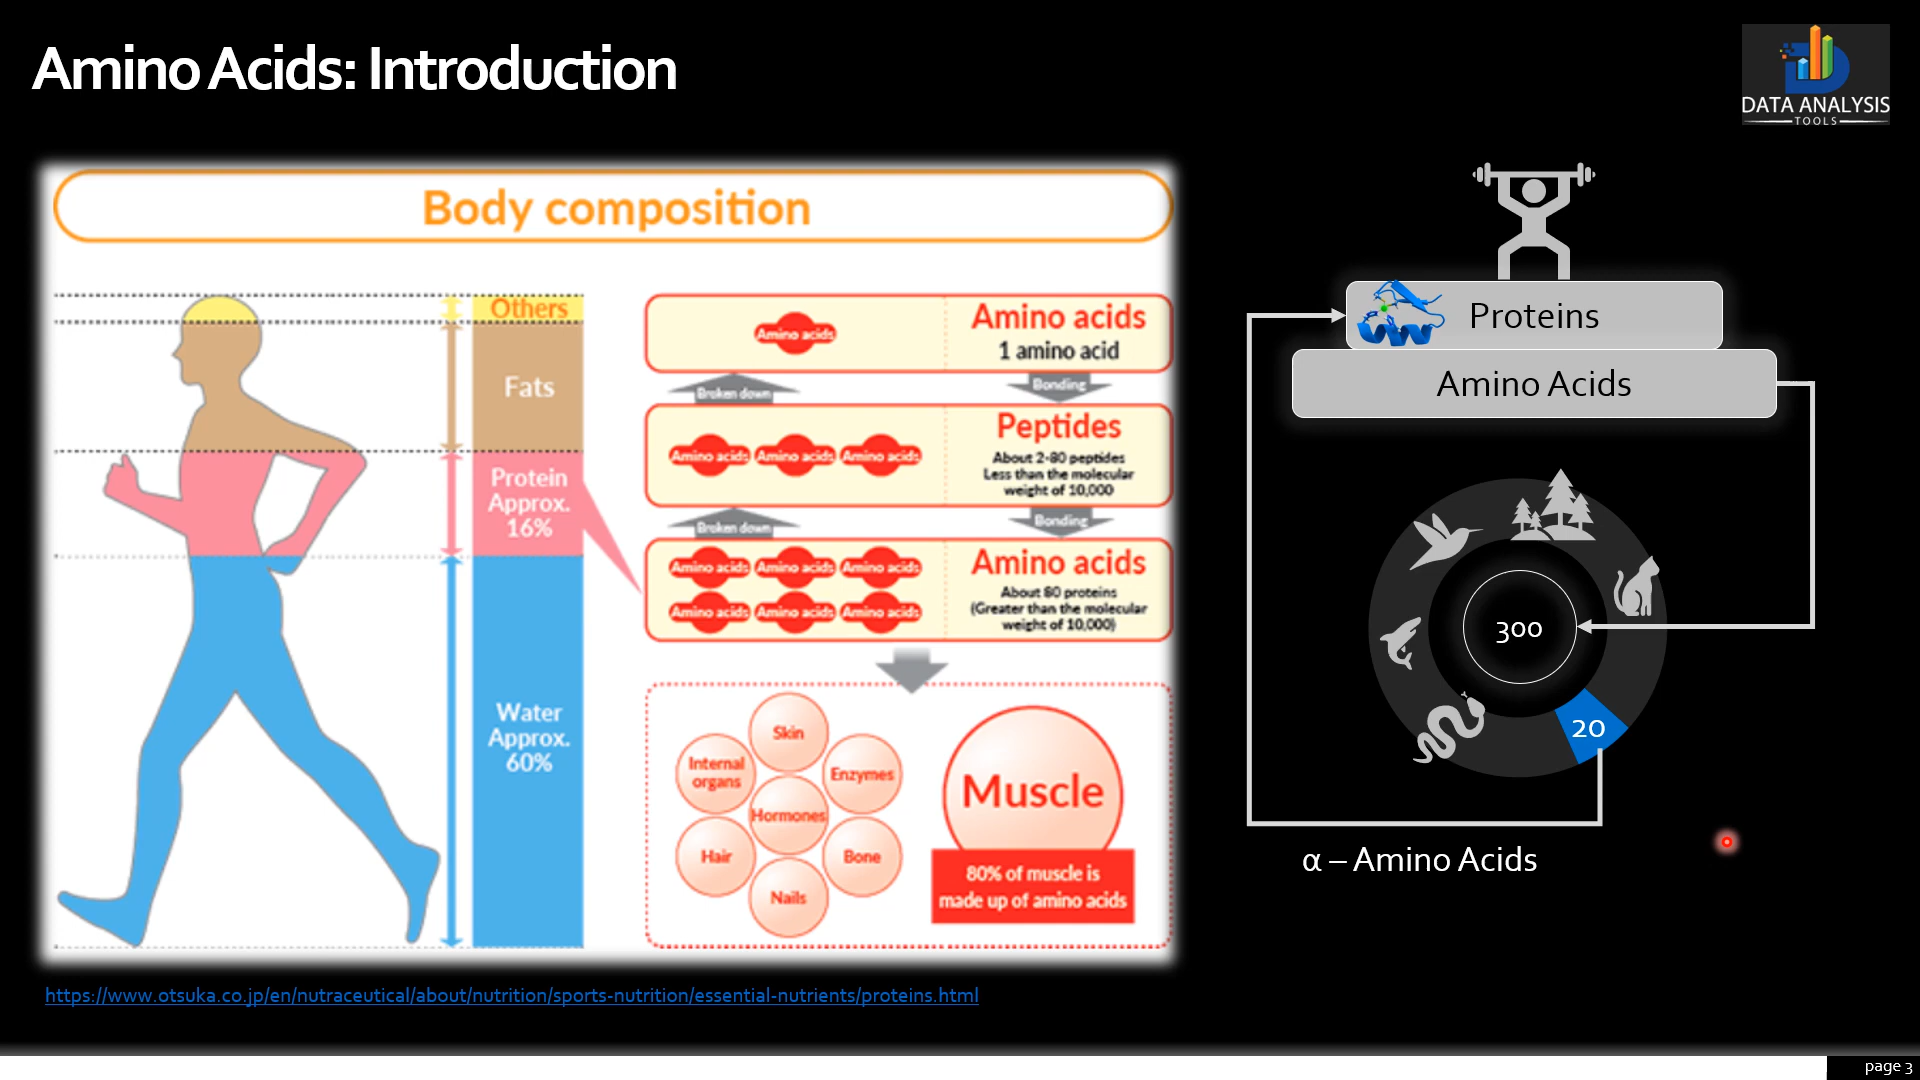 Amino Acids: Introduction
DATA ANALYSIS
TOOLS
Body composition
Others
Fats
Protein
Approx.
16%
Water
Approx.
60%
Amino acids
Amino acids
1 amino acid
Broken down
Bonding
Amino acids Amino acids Amino acids
Peptides
About 2-80 peptides
Less than the molecular
weight of 10,000
Broken down
Bonding
Amino acids Amino acids Amino acids
Amino acids Amino acids Amino acids
Amino acids
About 80 proteins
(Greater than the molecular
weight of 10,000)
Skin
Internal
organs
Enzymes
Hormones
Hair
Bone
Nails
Muscle
80% of muscle is
made up of amino acids
Proteins
Amino Acids
300
20
α – Amino Acids
https://www.otsuka.co.jp/en/nutraceutical/about/nutrition/sports-nutrition/essential-nutrients/proteins.html
page 3